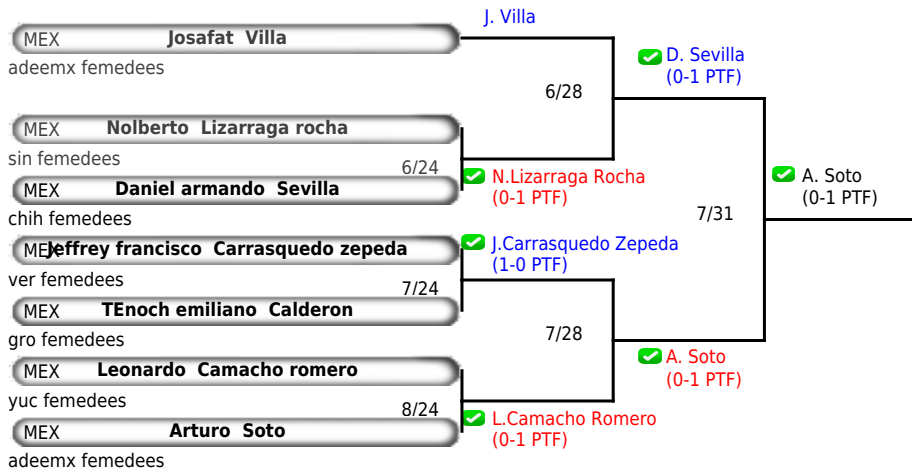 J. Villa
MEX Josafat Villa
adeemx femedees
D. Sevilla
(0-1 PTF)
6/28
MEX Nolberto Lizarraga rocha
sin femedees
6/24
N.Lizarraga Rocha
(0-1 PTF)
A. Soto
(0-1 PTF)
MEX Daniel armando Sevilla
chih femedees
7/31
MEX Jeffrey francisco Carrasquedo zepeda
J.Carrasquedo Zepeda
(1-0 PTF)
ver femedees
7/24
MEX TEnoch emiliano Calderon
gro femedees
7/28
A. Soto
(0-1 PTF)
MEX Leonardo Camacho romero
yuc femedees
8/24
L.Camacho Romero
(0-1 PTF)
MEX Arturo Soto
adeemx femedees